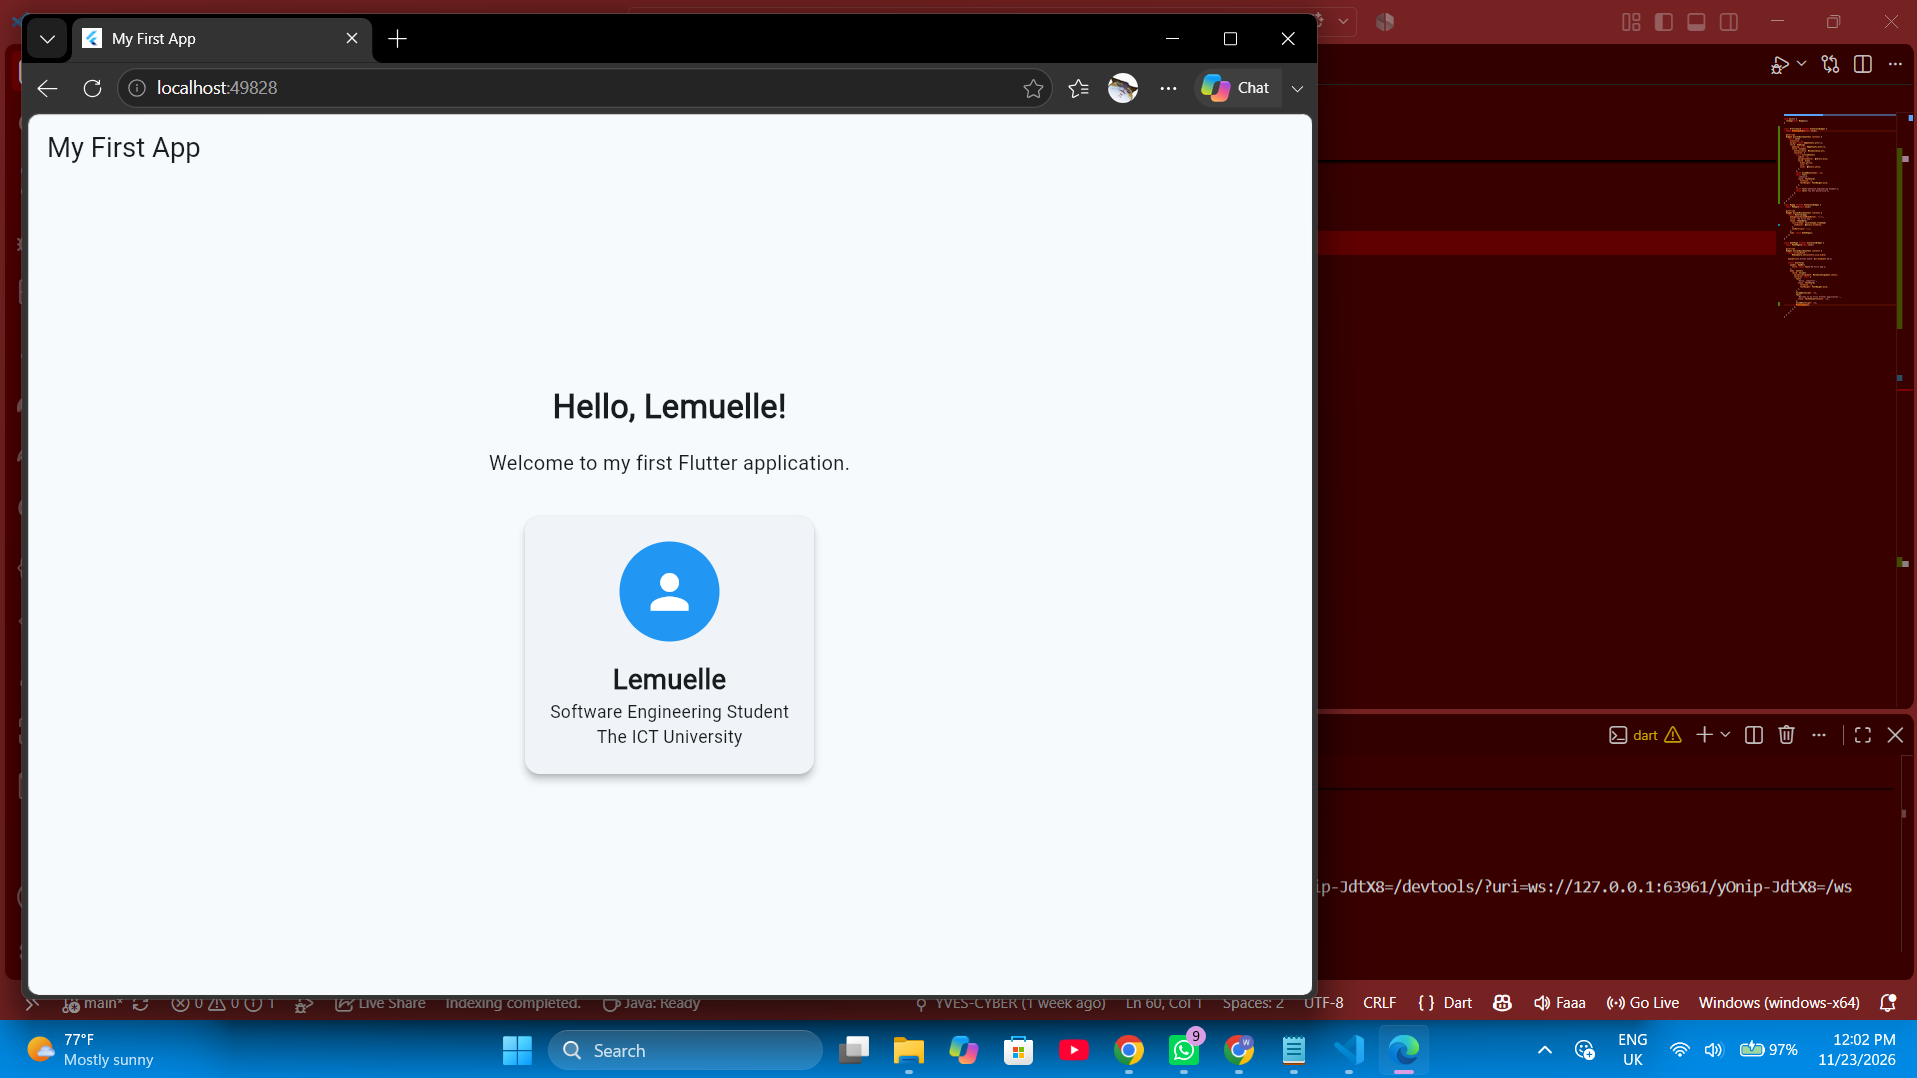 My First App
localhost:49828
Chat
My First App
Hello, Lemuelle!
Welcome to my first Flutter application.
Lemuelle
Software Engineering Student
The ICT University
dart
ip-JdtX8=/devtools/?uri=ws://127.0.0.1:63961/yOnip-JdtX8=/ws
main* 0 0 1 Live Share Indexing completed. Java: Ready YVES-CYBER (1 week ago) Ln 60, Col 1 Spaces: 2 UTF-8 CRLF { } Dart Faaa Go Live Windows (windows-x64)
77°F
Mostly sunny
Search
9
W
ENG
UK
97%
12:02 PM
11/23/2026